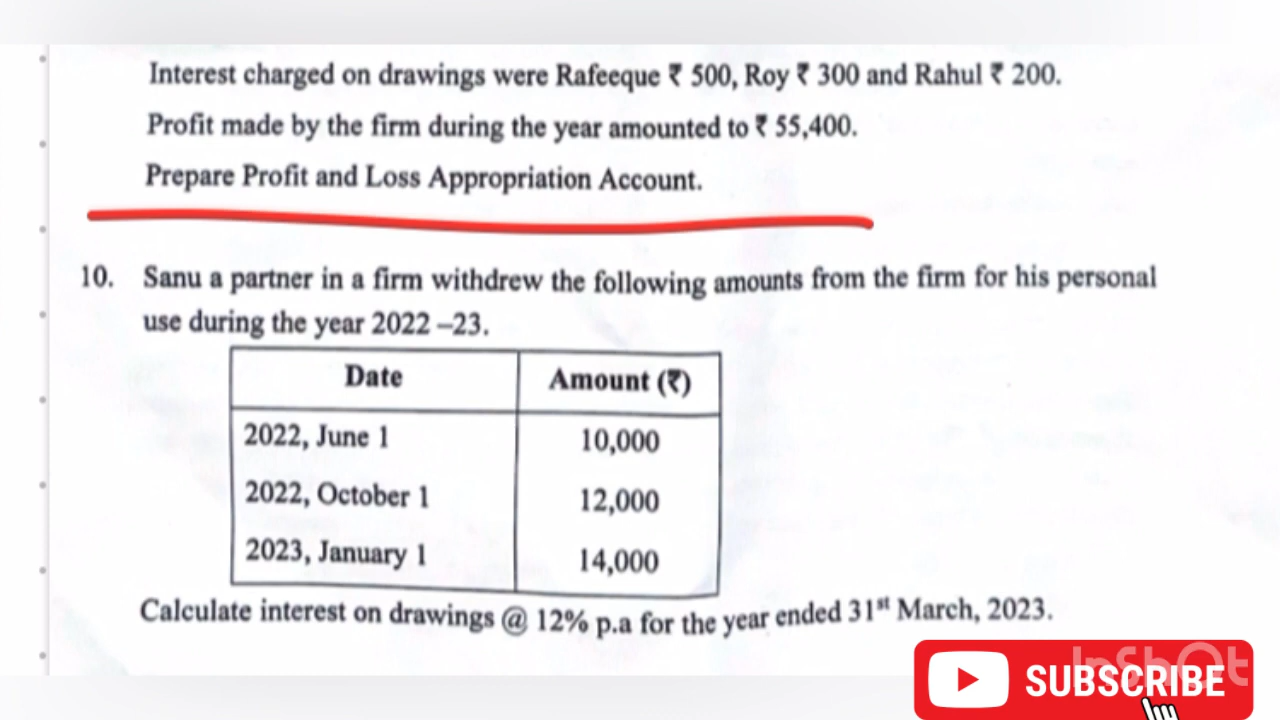 Interest charged on drawings were Rafeeque ₹ 500, Roy ₹ 300 and Rahul ₹ 200.
Profit made by the firm during the year amounted to ₹ 55,400.
Prepare Profit and Loss Appropriation Account.
10. Sanu a partner in a firm withdrew the following amounts from the firm for his personal
use during the year 2022 –23.
Date Amount (₹)
2022, June 1 10,000
2022, October 1 12,000
2023, January 1 14,000
Calculate interest on drawings @ 12% p.a for the year ended 31st March, 2023.
InShOt
SUBSCRIBE